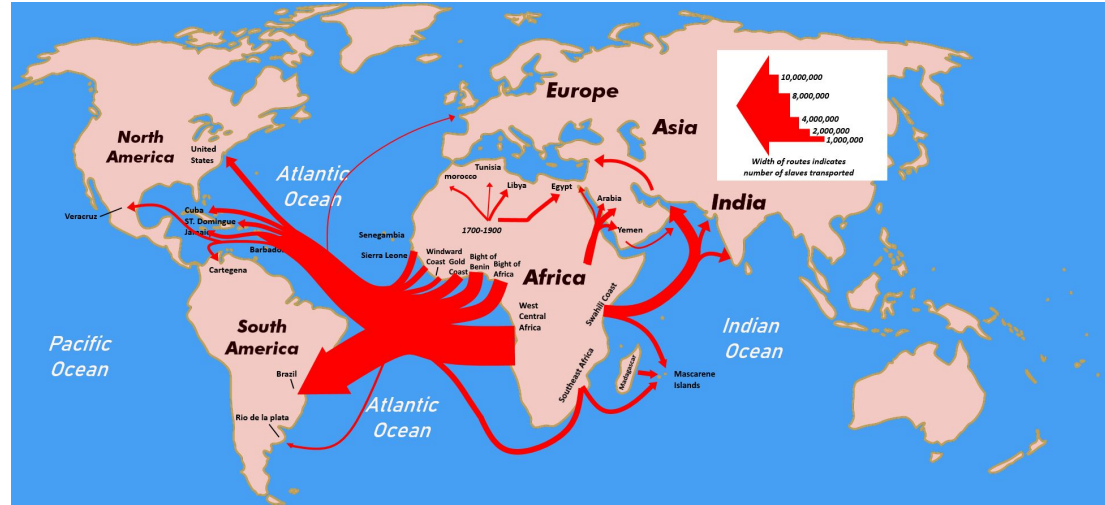 Europe
Asia
North
America
United
States
Atlantic
Ocean
10,000,000
8,000,000
4,000,000
2,000,000
1,000,000
Width of routes indicates
number of slaves transported
Tunisia
morocco
Libya
Egypt
1700-1900
Arabia
Yemen
India
Veracruz
Cuba
ST. Domingue
Jamaic
Barbado
Cartegena
Senegambia
Sierra Leone
Windward
Coast
Gold
Coast
Bight of
Benin
Bight of
Africa
Africa
West
Central
Africa
Swahili Coast
Southeast Africa
Madagascar
Mascarene
Islands
Indian
Ocean
Pacific
Ocean
South
America
Brazil
Rio de la plata
Atlantic
Ocean